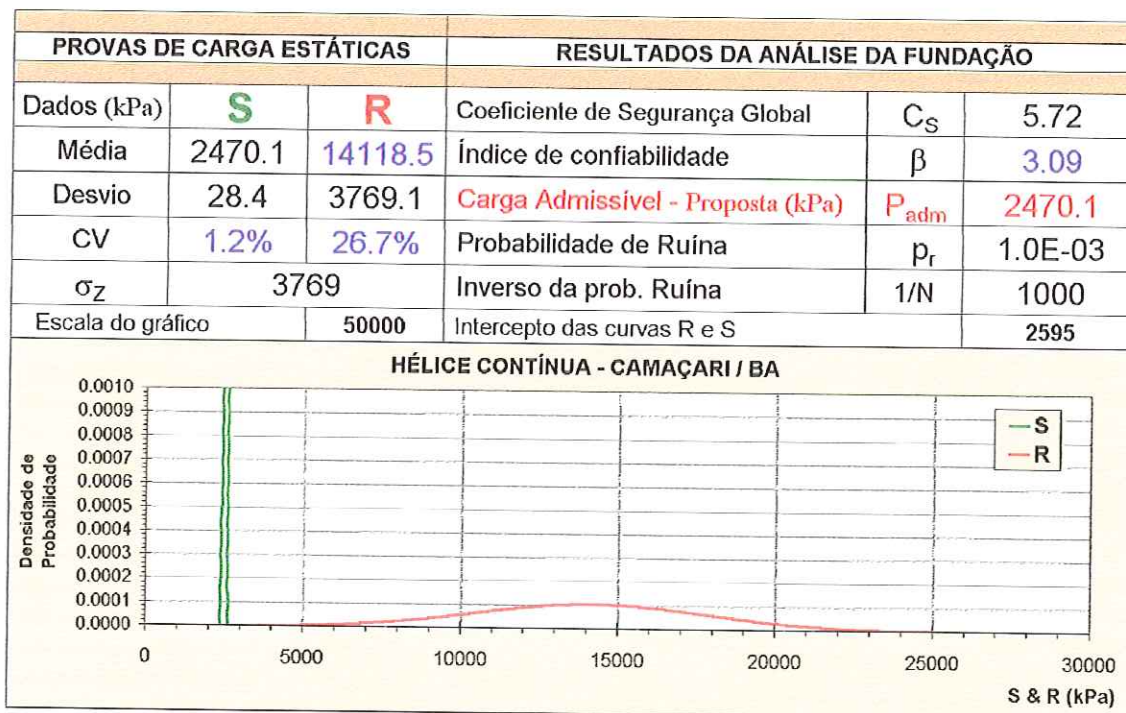 PROVAS DE CARGA ESTÁTICAS RESULTADOS DA ANÁLISE DA FUNDAÇÃO
Dados (kPa) S R Coeficiente de Segurança Global C_S 5.72
Média 2470.1 14118.5 Índice de confiabilidade β 3.09
Desvio 28.4 3769.1 Carga Admissível - Proposta (kPa) P_adm 2470.1
CV 1.2% 26.7% Probabilidade de Ruína p_r 1.0E-03
σ_Z 3769 Inverso da prob. Ruína 1/N 1000
Escala do gráfico 50000 Intercepto das curvas R e S 2595
HÉLICE CONTÍNUA - CAMAÇARI / BA
Densidade de
Probabilidade
0.0010
0.0009
0.0008
0.0007
0.0006
0.0005
0.0004
0.0003
0.0002
0.0001
0.0000
S
R
0 5000 10000 15000 20000 25000 30000
S & R (kPa)